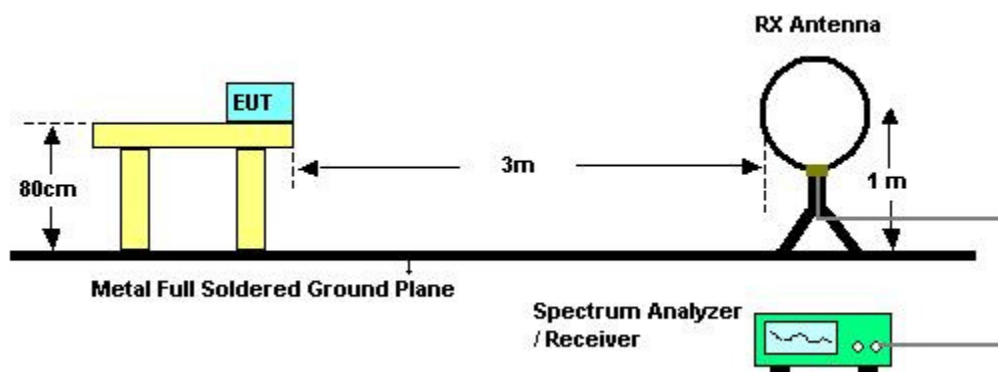 RX Antenna
EUT
3m
80cm
1 m
Metal Full Soldered Ground Plane
Spectrum Analyzer
/ Receiver